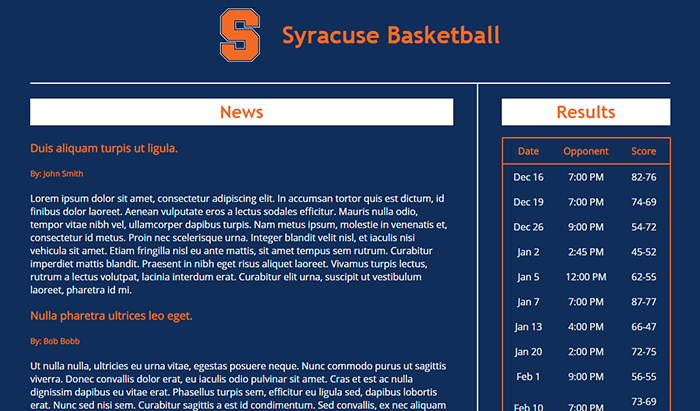 S
Syracuse Basketball
News
Duis aliquam turpis ut ligula.
By: John Smith
Lorem ipsum dolor sit amet, consectetur adipiscing elit. In accumsan tortor quis est dictum, id
finibus dolor laoreet. Aenean vulputate eros a lectus sodales efficitur. Mauris nulla odio,
tempor vitae nibh vel, ullamcorper dapibus turpis. Nam metus ipsum, molestie in venenatis et,
consectetur id metus. Proin nec scelerisque urna. Integer blandit velit nisl, et iaculis nisi
vehicula sit amet. Etiam fringilla nisl eu ante mattis, sit amet tempus sem rutrum. Curabitur
imperdiet mattis blandit. Praesent in nibh eget risus aliquet laoreet. Vivamus turpis lectus,
rutrum a lectus volutpat, lacinia interdum erat. Curabitur elit urna, suscipit ut vestibulum
laoreet, pharetra id mi.
Nulla pharetra ultrices leo eget.
By: Bob Bobb
Ut nulla nulla, ultricies eu urna vitae, egestas posuere neque. Nunc commodo purus ut sagittis
viverra. Donec convallis dolor erat, eu iaculis odio pulvinar sit amet. Cras et est ac nulla
dignissim dapibus eu vitae erat. Phasellus turpis sem, efficitur eu ligula sed, dapibus lobortis
erat. Nunc sed nisi sem. Curabitur sagittis a est id condimentum. Sed convallis, ex nec aliquam
Results
Date Opponent Score
Dec 16 7:00 PM 82-76
Dec 19 7:00 PM 74-69
Dec 26 9:00 PM 54-72
Jan 2 2:45 PM 45-52
Jan 5 12:00 PM 62-55
Jan 7 7:00 PM 87-77
Jan 13 4:00 PM 66-47
Jan 20 2:00 PM 72-75
Feb 1 9:00 PM 56-55
Feb 10 7:00 PM 73-69